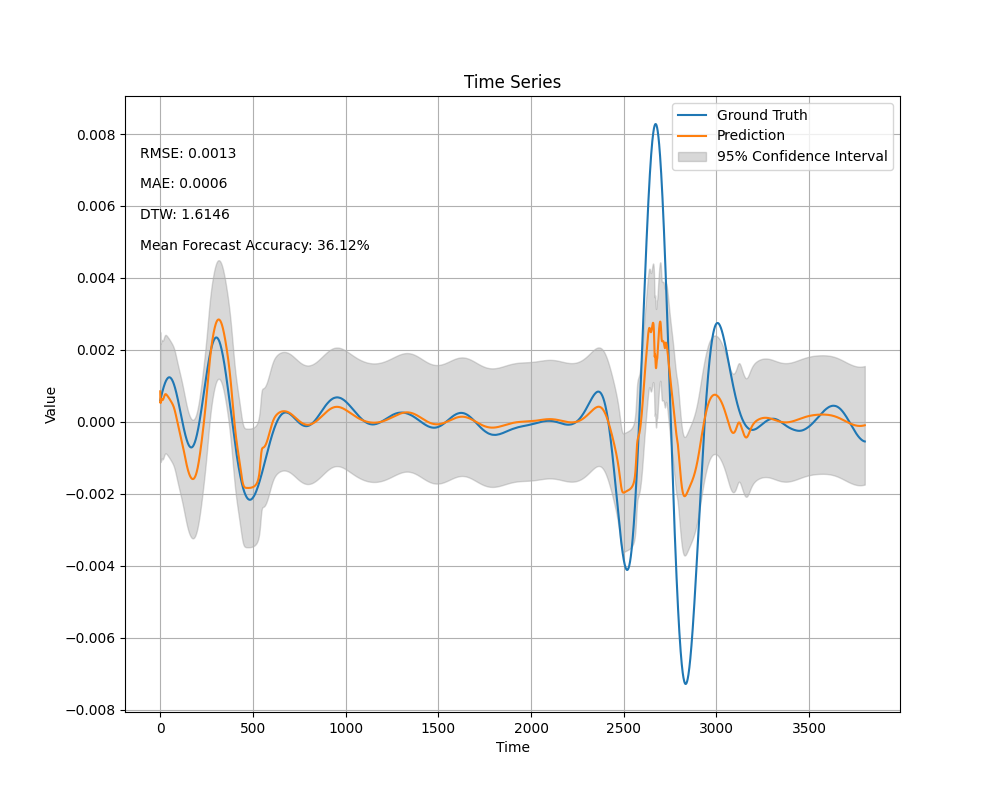 Time Series
Ground Truth
Prediction
95% Confidence Interval
RMSE: 0.0013
MAE: 0.0006
DTW: 1.6146
Mean Forecast Accuracy: 36.12%
Value
0.008
0.006
0.004
0.002
0.000
−0.002
−0.004
−0.006
−0.008
0 500 1000 1500 2000 2500 3000 3500
Time